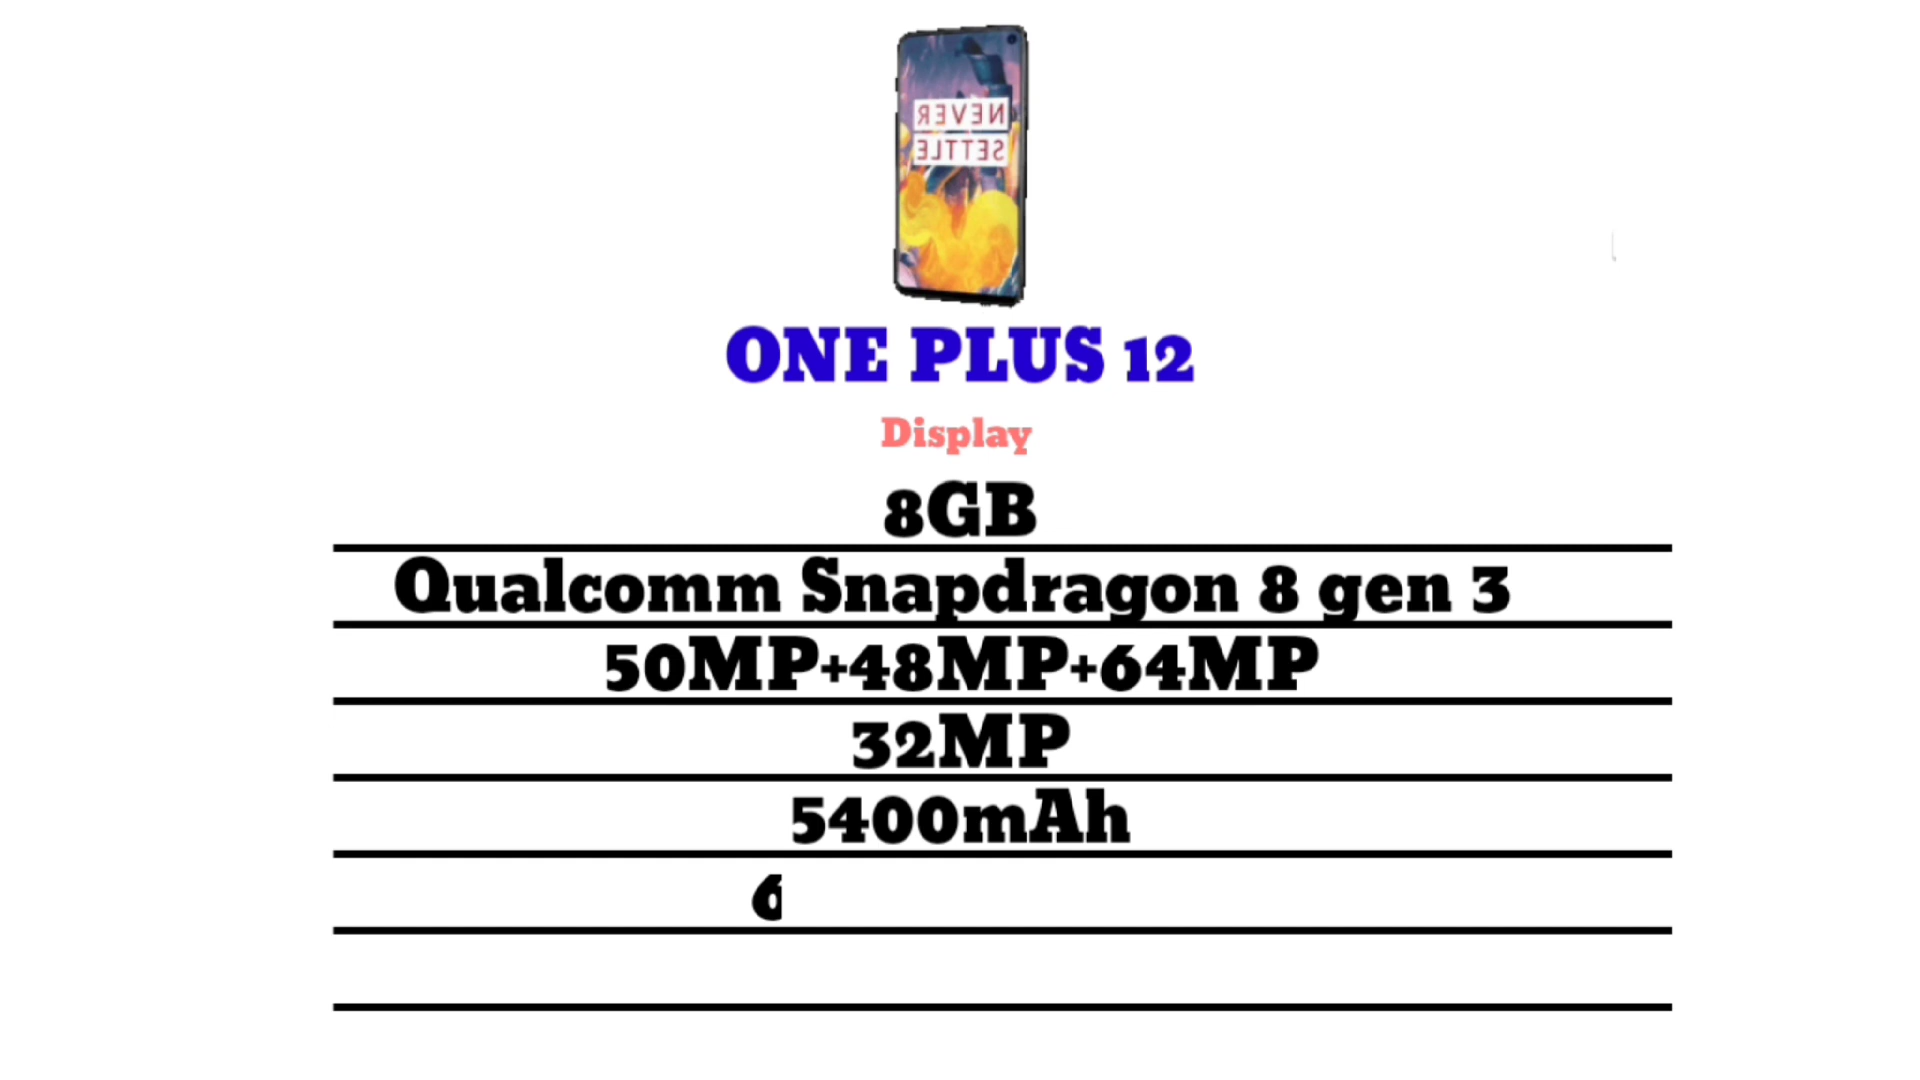 NEVER
SETTLE
ONE PLUS 12
Display
8GB
Qualcomm Snapdragon 8 gen 3
50MP+48MP+64MP
32MP
5400mAh
6